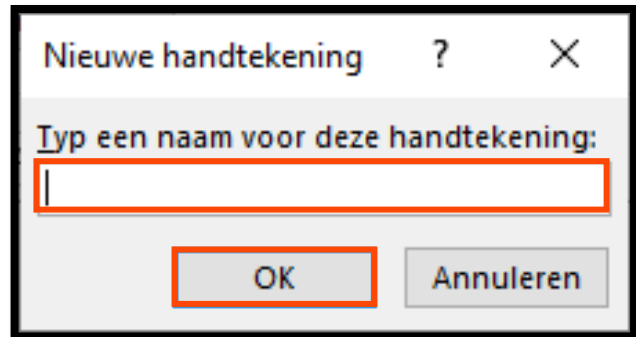 Nieuwe handtekening ?
Typ een naam voor deze handtekening:
OK Annuleren